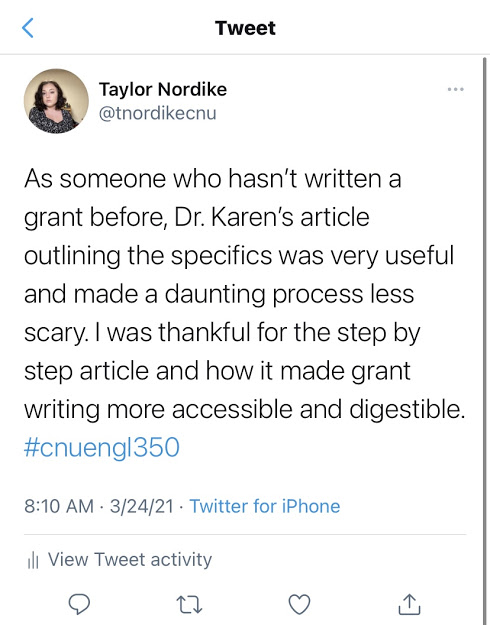 Tweet
Taylor Nordike
@tnordikecnu
As someone who hasn’t written a
grant before, Dr. Karen’s article
outlining the specifics was very useful
and made a daunting process less
scary. I was thankful for the step by
step article and how it made grant
writing more accessible and digestible.
#cnuengl350
8:10 AM · 3/24/21 · Twitter for iPhone
View Tweet activity